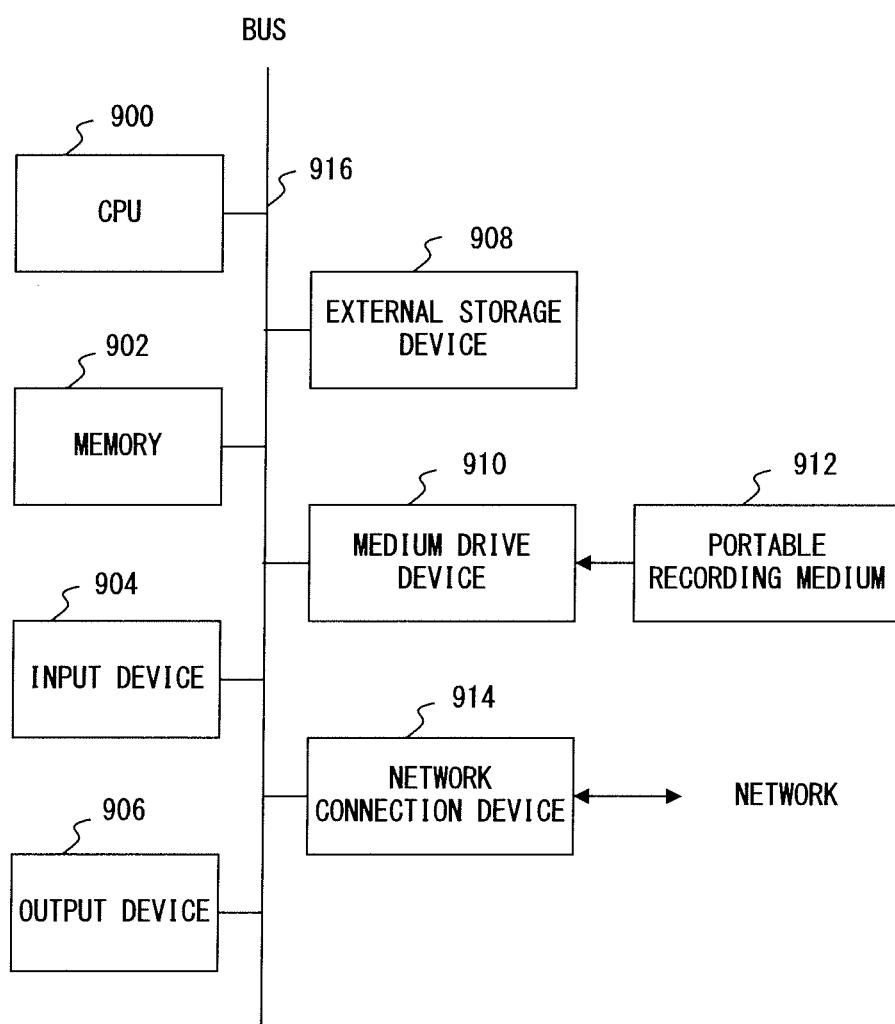 BUS
900
CPU
916
908
EXTERNAL STORAGE
DEVICE
902
MEMORY
910
MEDIUM DRIVE
DEVICE
912
PORTABLE
RECORDING MEDIUM
904
INPUT DEVICE
914
NETWORK
CONNECTION DEVICE
NETWORK
906
OUTPUT DEVICE